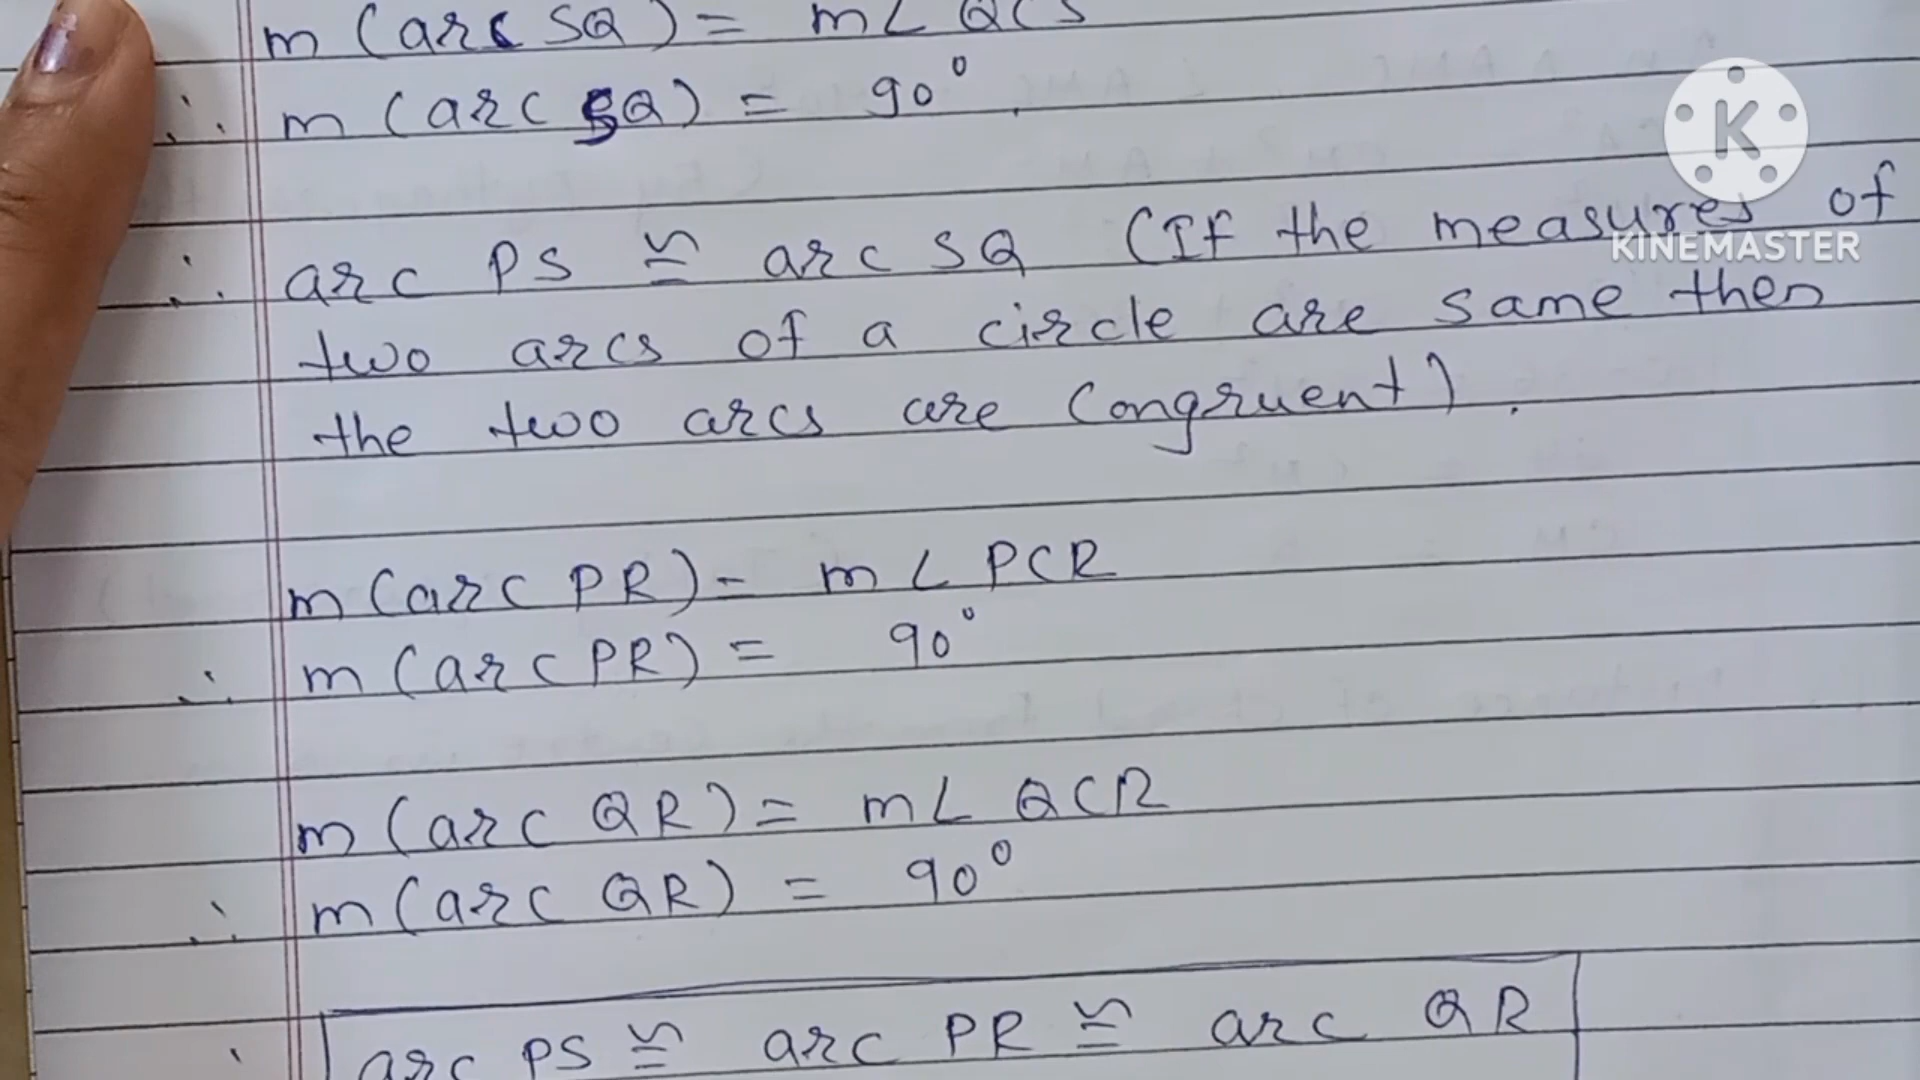 m (arc SQ) = m∠ QCS
∴ m (arc SQ) = 90°.
K
KINEMASTER
∴ arc PS ≅ arc SQ (If the measures of
two arcs of a circle are same then
the two arcs are congruent).
m (arc PR) = m∠ PCR
∴ m (arc PR) = 90°
m (arc QR) = m∠ QCR
∴ m (arc QR) = 90°
∴ arc PS ≅ arc PR ≅ arc QR